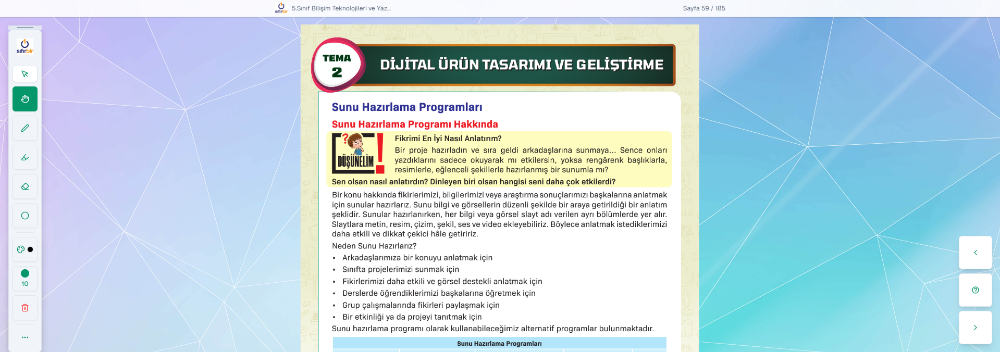 sıfırbir
5.Sınıf Bilişim Teknolojileri ve Yaz...
Sayfa 59 / 185
sıfırbir
10
TEMA
2
DİJİTAL ÜRÜN TASARIMI VE GELİŞTİRME
Sunu Hazırlama Programları
Sunu Hazırlama Programı Hakkında
DÜŞÜNELİM
Fikrimi En İyi Nasıl Anlatırım?
Bir proje hazırladın ve sıra geldi arkadaşlarına sunmaya... Sence onları
yazdıklarını sadece okuyarak mı etkilersin, yoksa rengârenk başlıklarla,
resimlerle, eğlenceli şekillerle hazırlanmış bir sunumla mı?
Sen olsan nasıl anlatırdın? Dinleyen biri olsan hangisi seni daha çok etkilerdi?
Bir konu hakkında fikirlerimizi, bilgilerimizi veya araştırma sonuçlarımızı başkalarına anlatmak
için sunular hazırlarız. Sunu bilgi ve görsellerin düzenli şekilde bir araya getirildiği bir anlatım
şeklidir. Sunular hazırlanırken, her bilgi veya görsel slayt adı verilen ayrı bölümlerde yer alır.
Slaytlara metin, resim, çizim, şekil, ses ve video ekleyebiliriz. Böylece anlatmak istediklerimizi
daha etkili ve dikkat çekici hâle getiririz.
Neden Sunu Hazırlarız?
▪ Arkadaşlarımıza bir konuyu anlatmak için
▪ Sınıfta projelerimizi sunmak için
▪ Fikirlerimizi daha etkili ve görsel destekli anlatmak için
▪ Derslerde öğrendiklerimizi başkalarına öğretmek için
▪ Grup çalışmalarında fikirleri paylaşmak için
▪ Bir etkinliği ya da projeyi tanıtmak için
Sunu hazırlama programı olarak kullanabileceğimiz alternatif programlar bulunmaktadır.
Sunu Hazırlama Programları